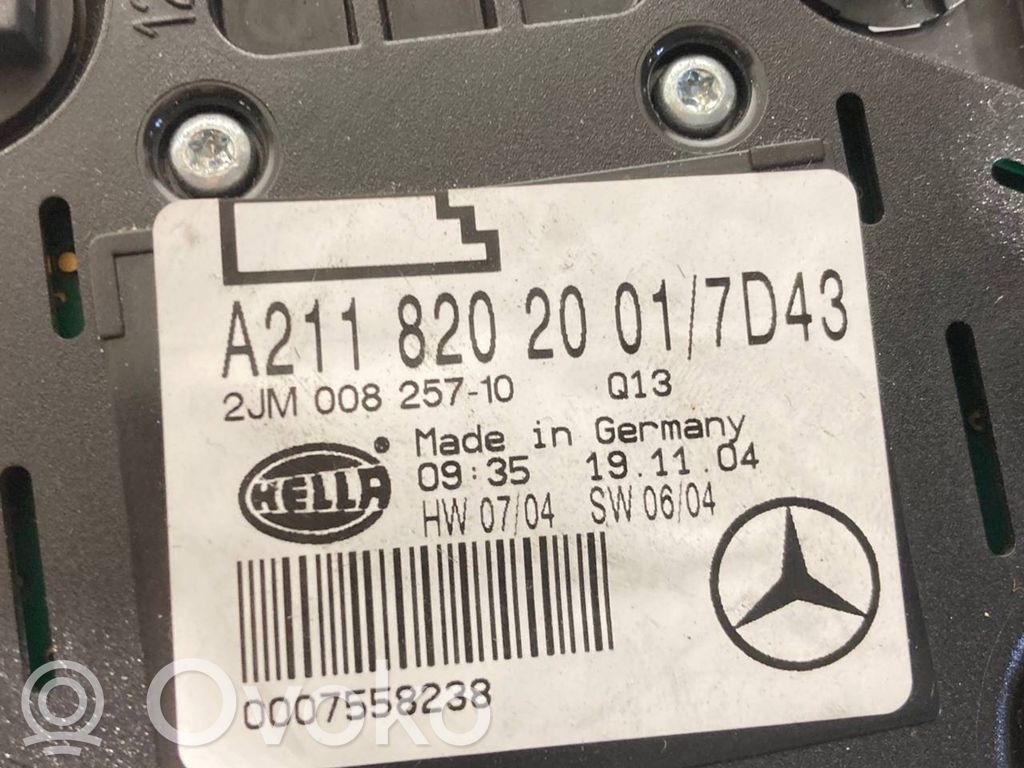 A211 820 20 01/7D43
2JM 008 257-10 Q13
HELLA ® Made in Germany
09:35 19.11.04
HW 07/04 SW 06/04
0007558238
Ovoko